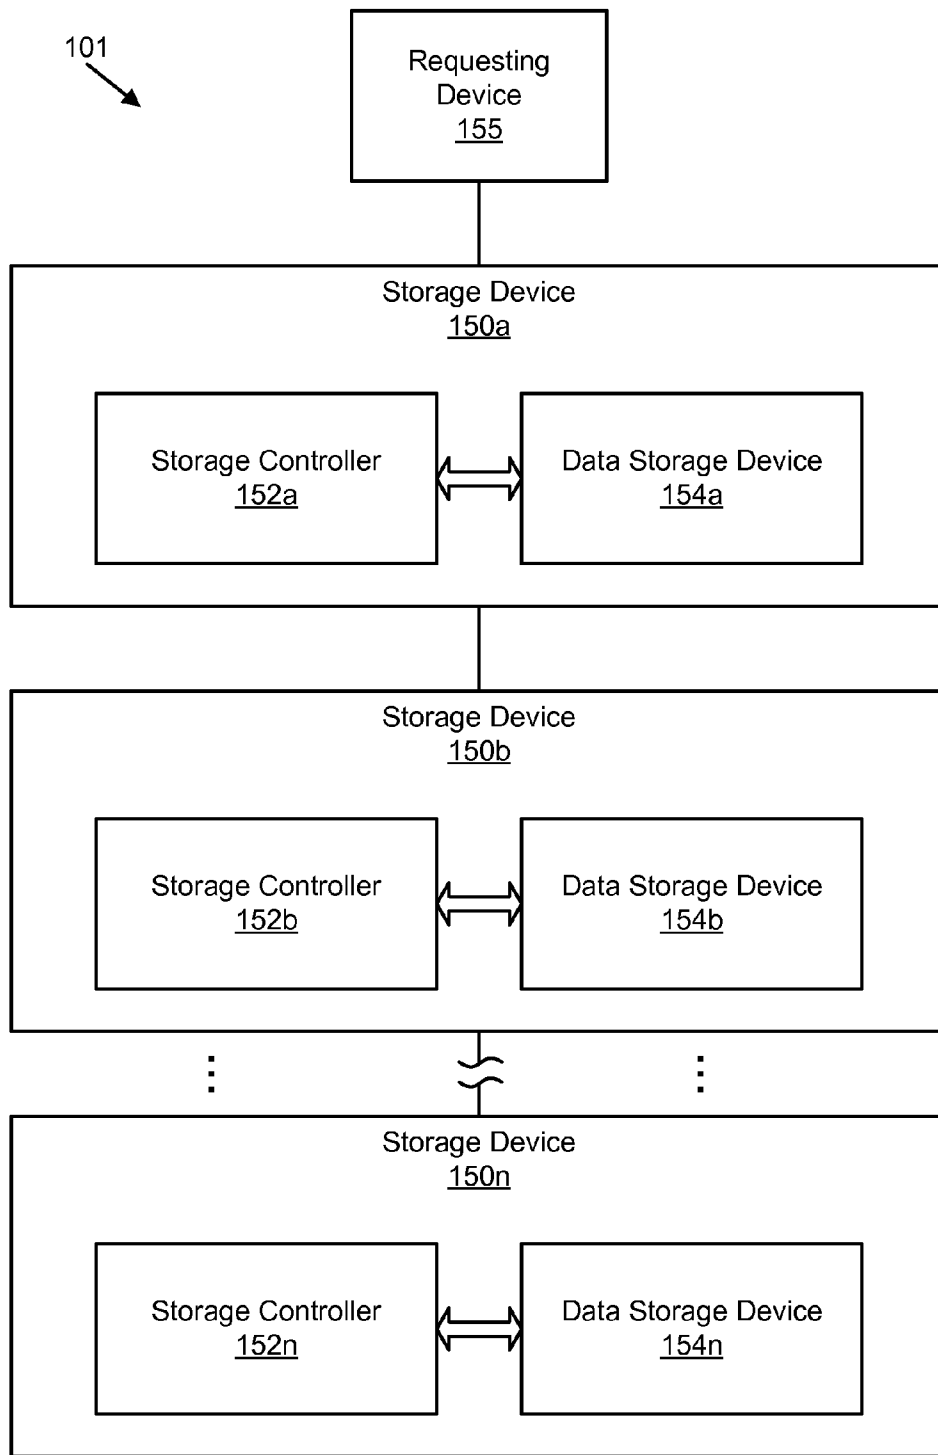 101
Requesting
Device
155
Storage Device
150a
Storage Controller
152a
Data Storage Device
154a
Storage Device
150b
Storage Controller
152b
Data Storage Device
154b
Storage Device
150n
Storage Controller
152n
Data Storage Device
154n